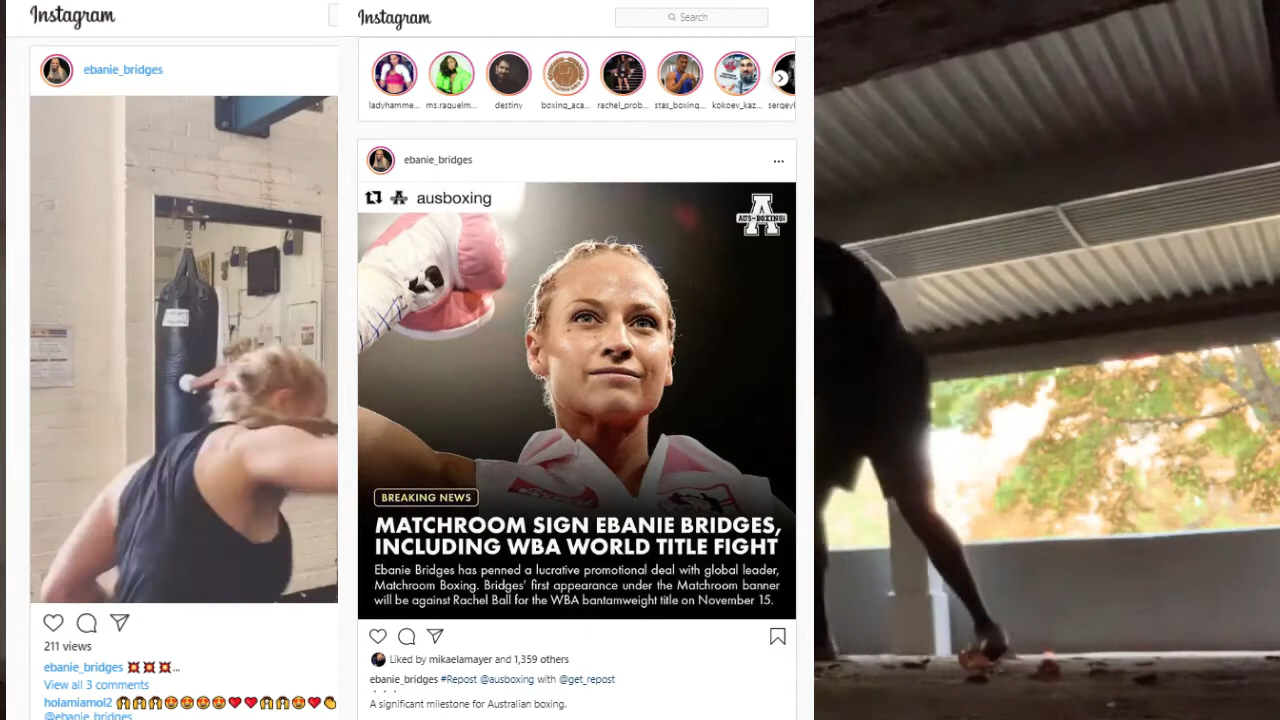 Instagram
ebanie_bridges
211 views
ebanie_bridges 💥💥💥...
View all 3 comments
holamiamol2
@ebanie_bridges
Instagram
Search
ladyhamme... ms.raquelm... destiny boxing_aca... rachel_prob... stas_boxing... kokoev_kaz...
ebanie_bridges
ausboxing
A
AUS-BOXING
BREAKING NEWS
MATCHROOM SIGN EBANIE BRIDGES,
INCLUDING WBA WORLD TITLE FIGHT
Ebanie Bridges has penned a lucrative promotional deal with global leader,
Matchroom Boxing. Bridges' first appearance under the Matchroom banner
will be against Rachel Ball for the WBA bantamweight title on November 15.
Liked by mikaelamayer and 1,359 others
ebanie_bridges #Repost @ausboxing with @get_repost
A significant milestone for Australian boxing.